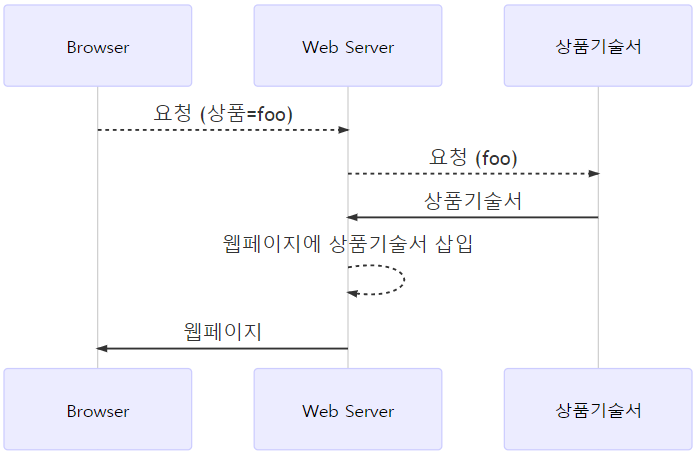 Browser
Web Server
상품기술서
요청 (상품=foo)
요청 (foo)
상품기술서
웹페이지에 상품기술서 삽입
웹페이지
Browser
Web Server
상품기술서